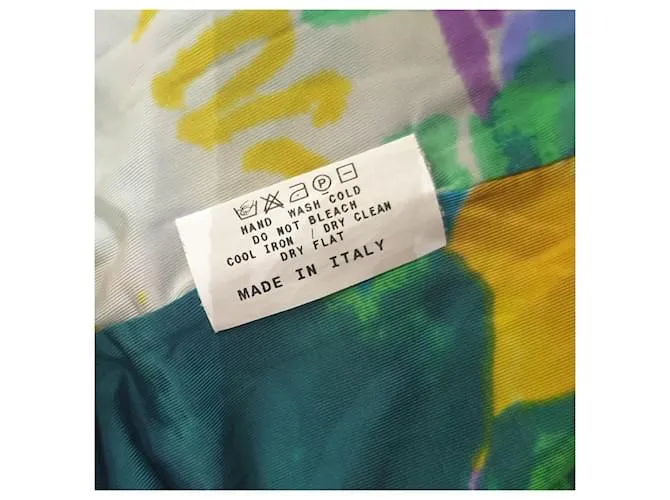 HAND WASH COLD
DO NOT BLEACH
COOL IRON / DRY CLEAN
DRY FLAT
MADE IN ITALY